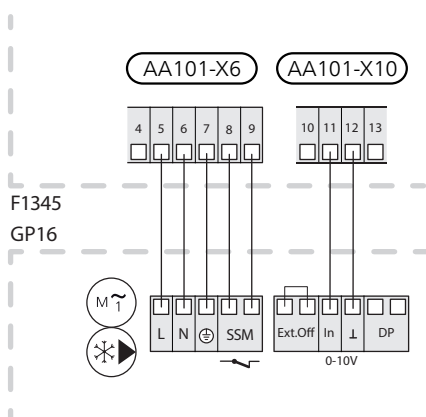 AA101-X6 AA101-X10
4 5 6 7 8 9 10 11 12 13
F1345
GP16
M 1
L N SSM Ext.Off In ⊥ DP
0-10V